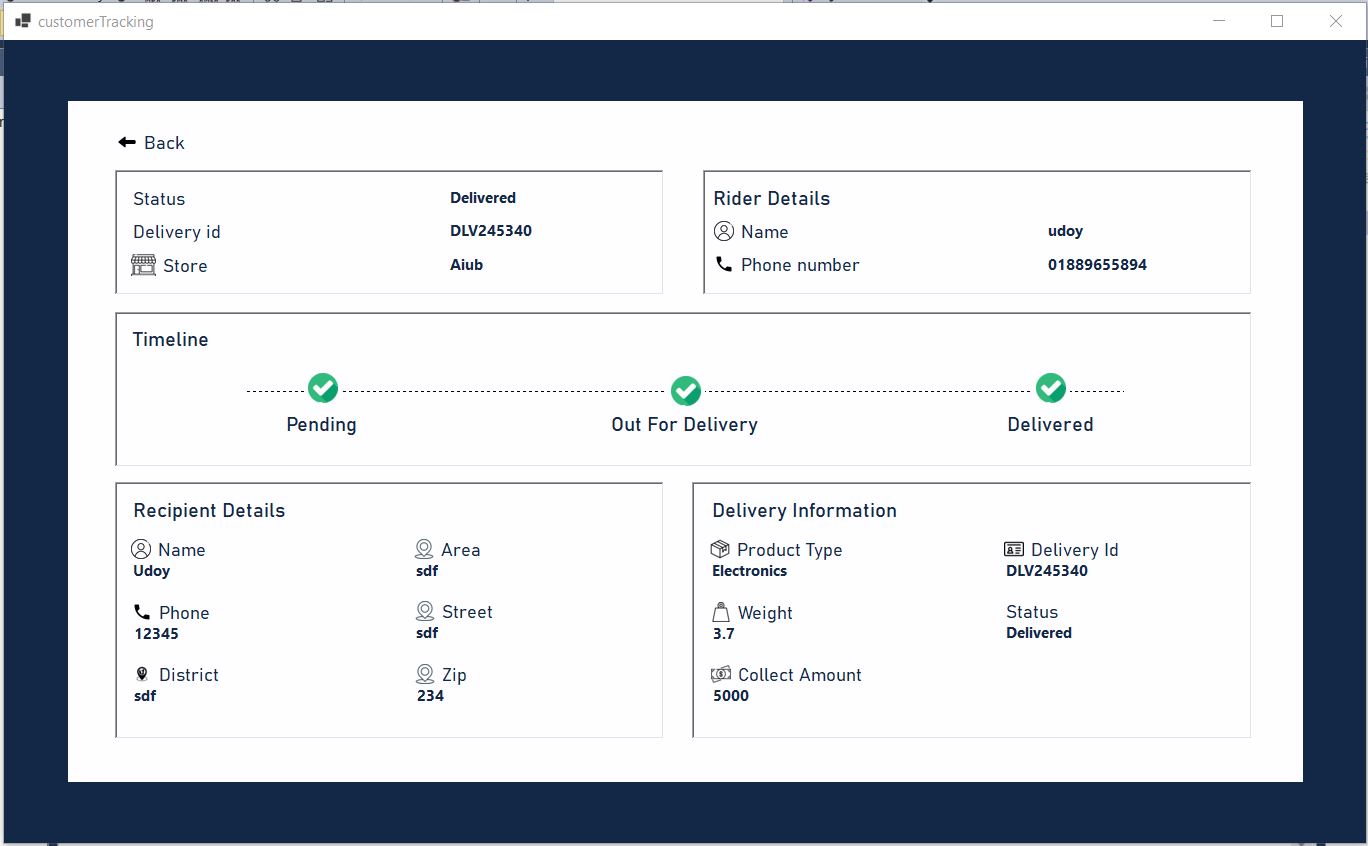 customerTracking
Back
Status Delivered
Delivery id DLV245340
Store Aiub
Rider Details
Name udoy
Phone number 01889655894
Timeline
Pending Out For Delivery Delivered
Recipient Details
Name Area
Udoy sdf
Phone Street
12345 sdf
District Zip
sdf 234
Delivery Information
Product Type Delivery Id
Electronics DLV245340
Weight Status
3.7 Delivered
Collect Amount
5000